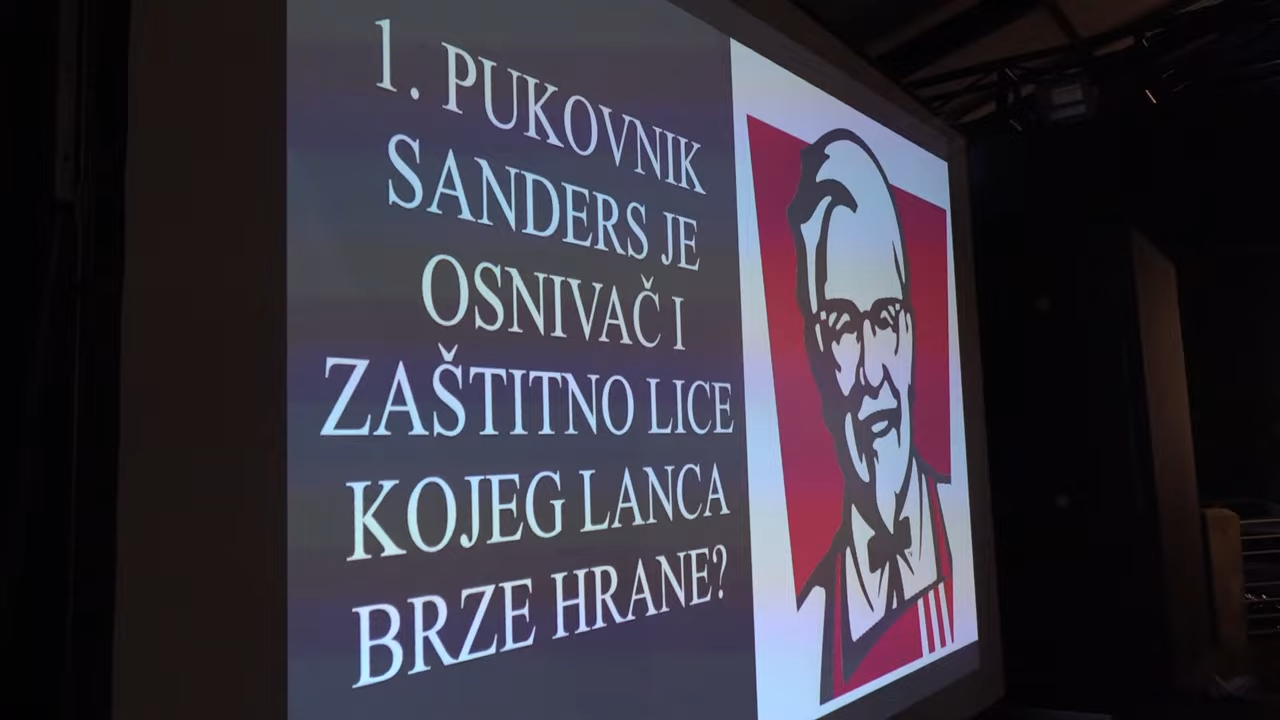 1. PUKOVNIK
SANDERS JE
OSNIVAČ I
ZAŠTITNO LICE
KOJEG LANCA
BRZE HRANE?